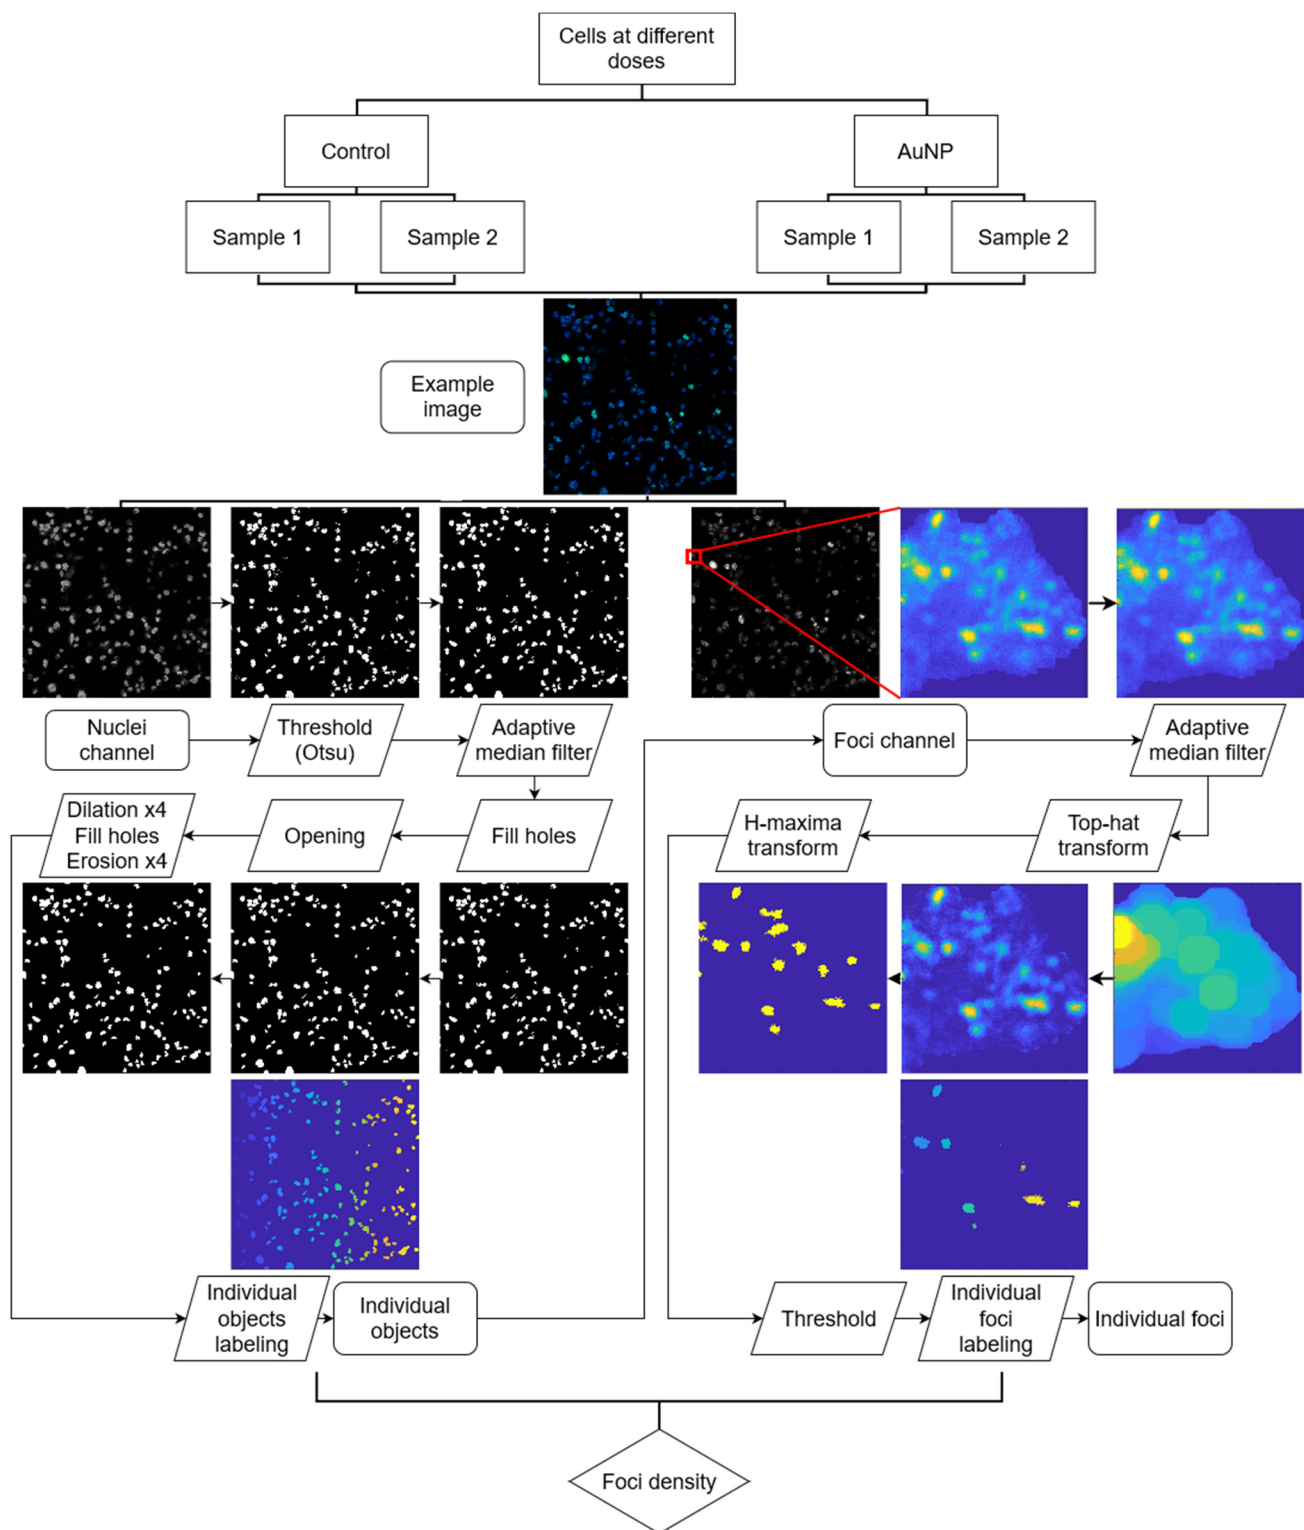 Cells at different
doses
Control
AuNP
Sample 1
Sample 2
Sample 1
Sample 2
Example
image
Nuclei
channel
Threshold
(Otsu)
Adaptive
median filter
Foci channel
Adaptive
median filter
Dilation x4
Fill holes
Erosion x4
Opening
Fill holes
H-maxima
transform
Top-hat
transform
Individual
objects
labeling
Individual
objects
Threshold
Individual
foci
labeling
Individual foci
Foci density